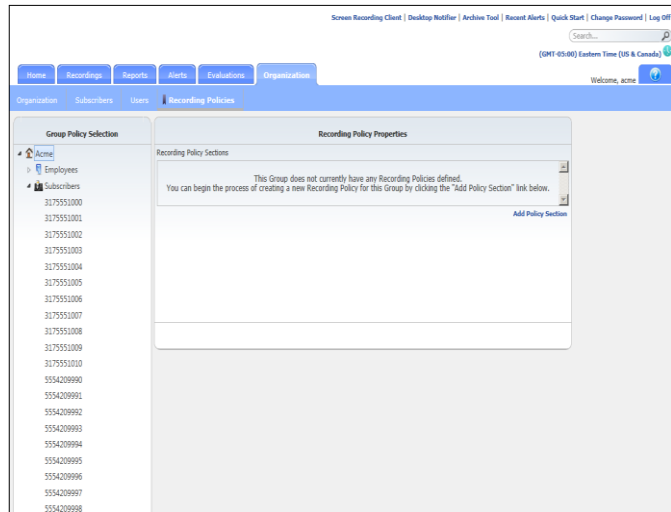 Screen Recording Client | Desktop Notifier | Archive Tool | Recent Alerts | Quick Start | Change Password | Log Off
Search...
(GMT-05:00) Eastern Time (US & Canada)
Home Recordings Reports Alerts Evaluations Organization
Welcome, acme
Organization Subscribers Users Recording Policies
Group Policy Selection
Recording Policy Properties
Acme
Employees
Subscribers
3175551000
3175551001
3175551002
3175551003
3175551004
3175551005
3175551006
3175551007
3175551008
3175551009
3175551010
5554209990
5554209991
5554209992
5554209993
5554209994
5554209995
5554209996
5554209997
5554209998
Recording Policy Sections
This Group does not currently have any Recording Policies defined.
You can begin the process of creating a new Recording Policy for this Group by clicking the "Add Policy Section" link below.
Add Policy Section